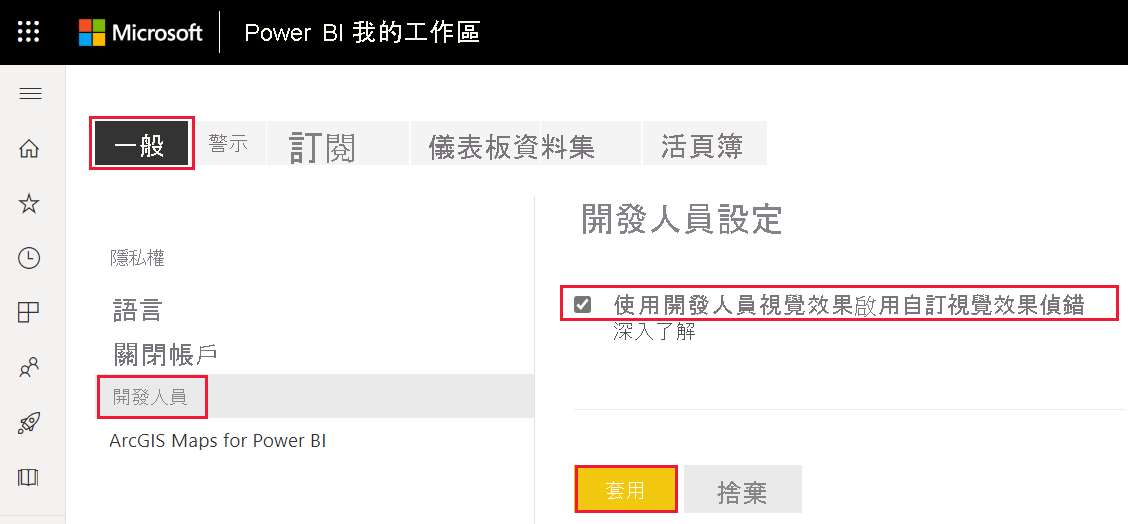 Microsoft Power BI 我的工作區
一般 警示 訂閱 儀表板資料集 活頁簿
開發人員設定
隱私權
語言
關閉帳戶
開發人員
ArcGIS Maps for Power BI
使用開發人員視覺效果啟用自訂視覺效果偵錯
深入了解
套用 捨棄